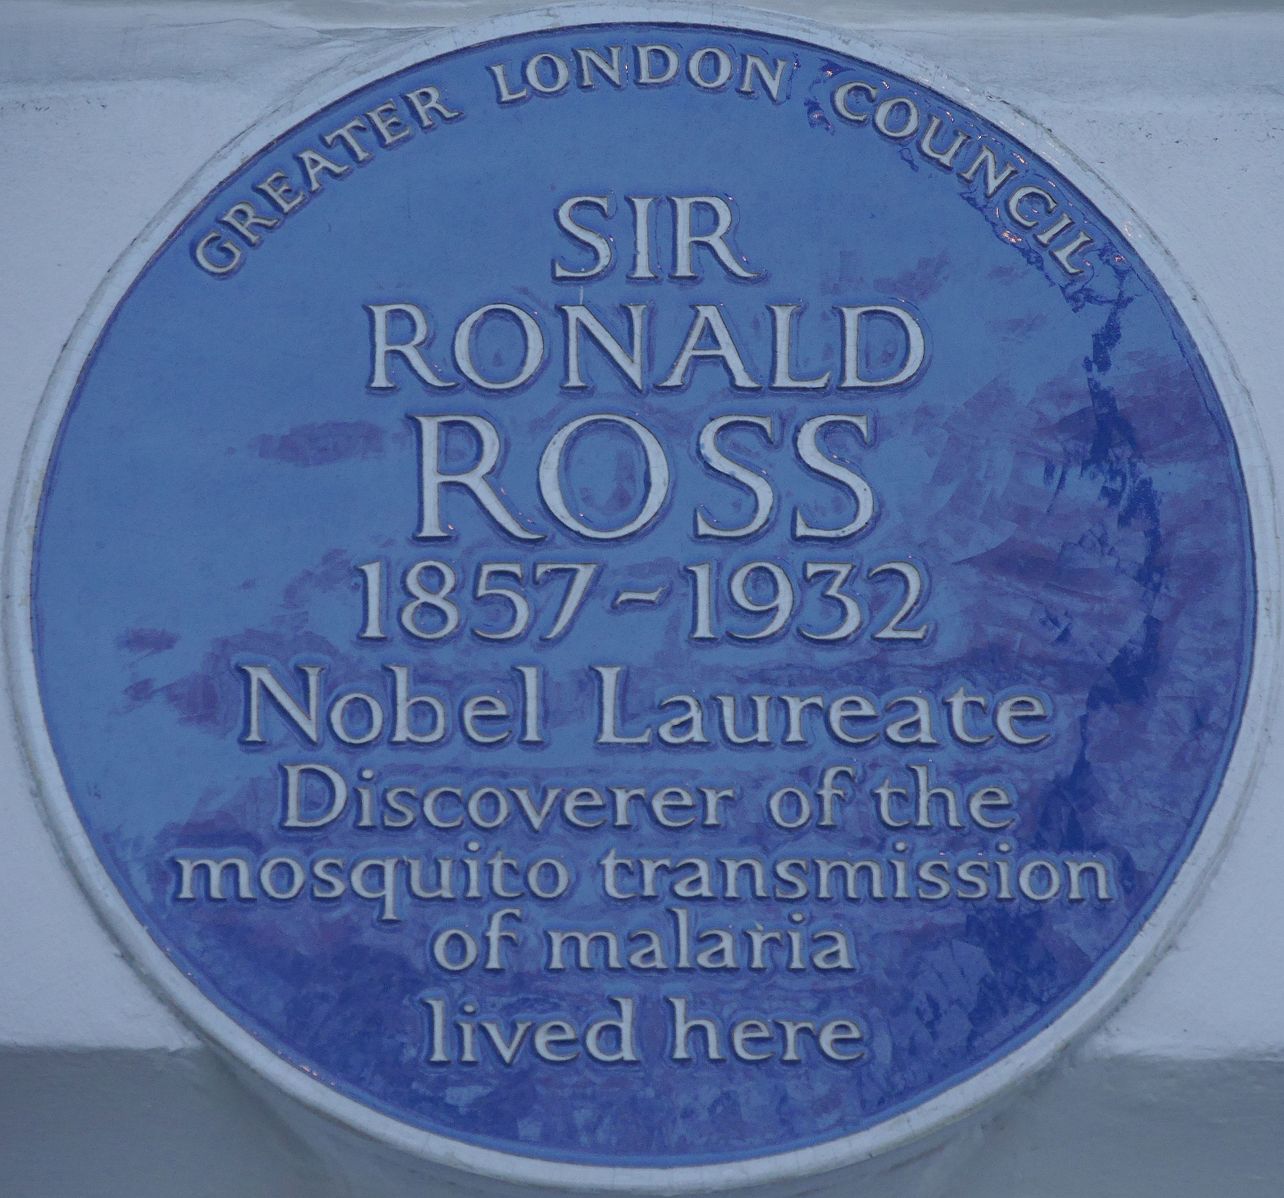 GREATER LONDON COUNCIL
SIR
RONALD
ROSS
1857~1932
Nobel Laureate
Discoverer of the
mosquito transmission
of malaria
lived here